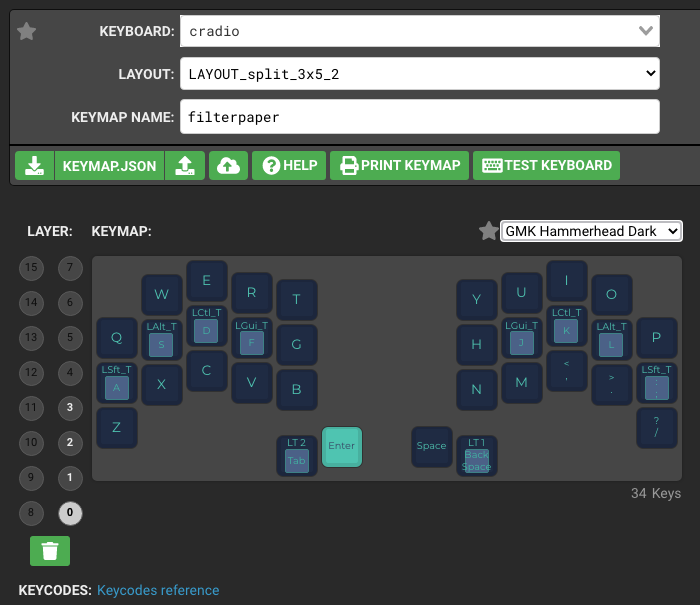 KEYBOARD: cradio
LAYOUT: LAYOUT_split_3x5_2
KEYMAP NAME: filterpaper
KEYMAP.JSON HELP PRINT KEYMAP TEST KEYBOARD
LAYER: KEYMAP: GMK Hammerhead Dark
15 7
14 6
13 5
12 4
11 3
10 2
9 1
8 0
Q
LSft_T
A
Z
W
LAlt_T
S
X
E
LCtl_T
D
C
R
LGui_T
F
V
T
G
B
LT 2
Tab
Enter
Space
LT 1
Back
Space
Y
H
N
U
LGui_T
J
M
I
LCtl_T
K
<
,
O
LAlt_T
L
>
.
P
LSft_T
:
;
?
/
34 Keys
KEYCODES: Keycodes reference